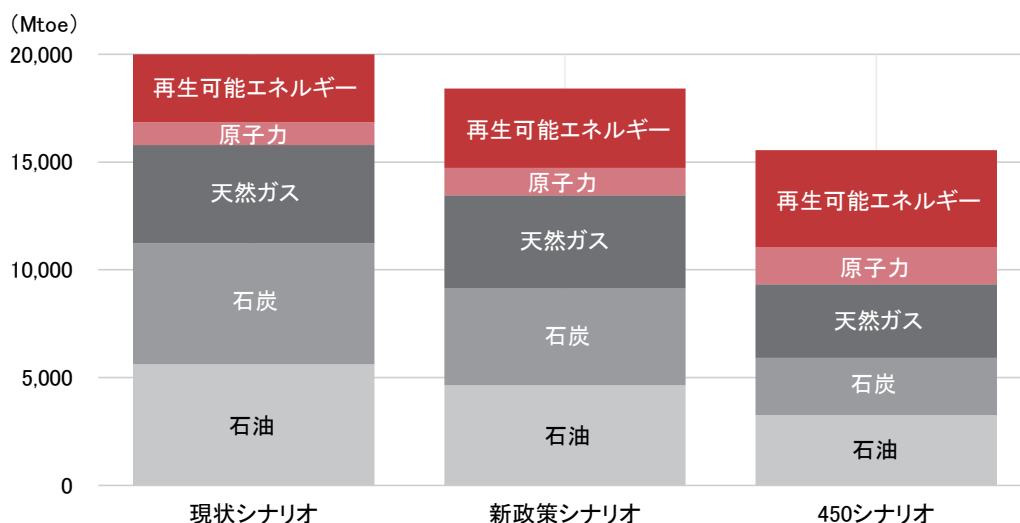 （Mtoe）
20,000
15,000
10,000
5,000
0
再生可能エネルギー
原子力
天然ガス
石炭
石油
再生可能エネルギー
原子力
天然ガス
石炭
石油
再生可能エネルギー
原子力
天然ガス
石炭
石油
現状シナリオ
新政策シナリオ
450シナリオ